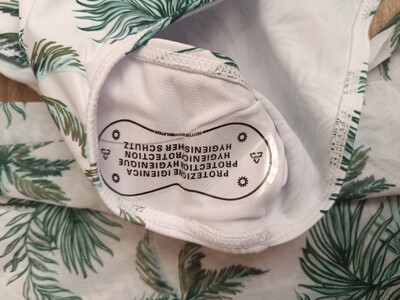 PROTEZIONE IGIENICA
PROTECTION HYGIENIQUE
HYGIENIC PROTECTION
HYGIENISCHER SCHUTZ